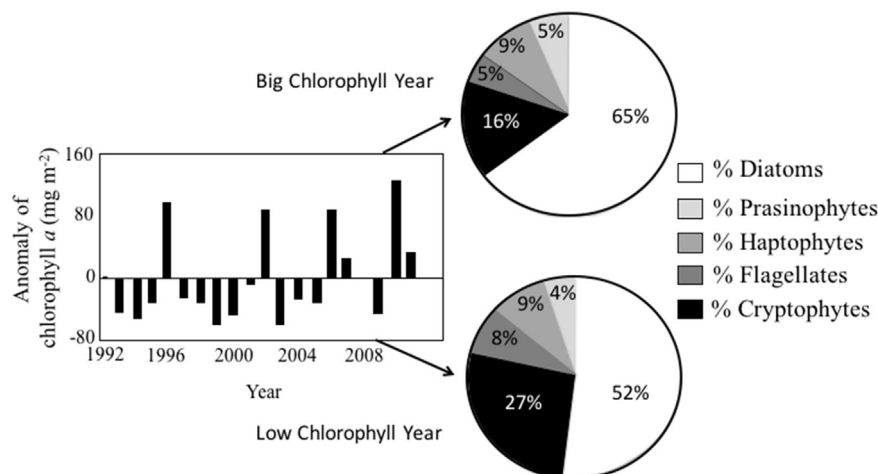 Big Chlorophyll Year
5%
9%
5%
16%
65%
Anomaly of
chlorophyll a (mg m-2)
160
80
0
-80
1992 1996 2000 2004 2008
Year
% Diatoms
% Prasinophytes
% Haptophytes
% Flagellates
% Cryptophytes
4%
9%
8%
27%
52%
Low Chlorophyll Year